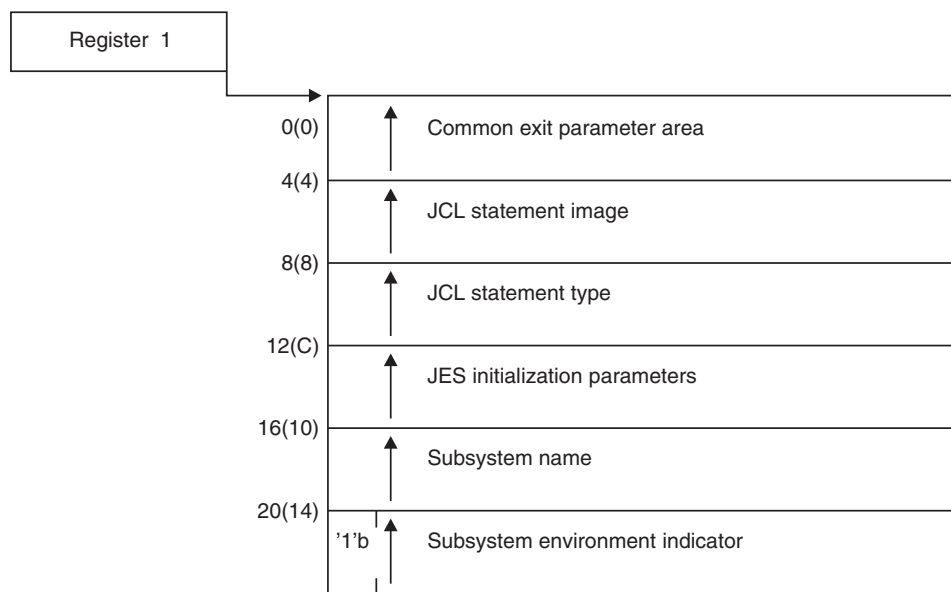 Register 1
0(0)
Common exit parameter area
4(4)
JCL statement image
8(8)
JCL statement type
12(C)
JES initialization parameters
16(10)
Subsystem name
20(14)
'1'b
Subsystem environment indicator